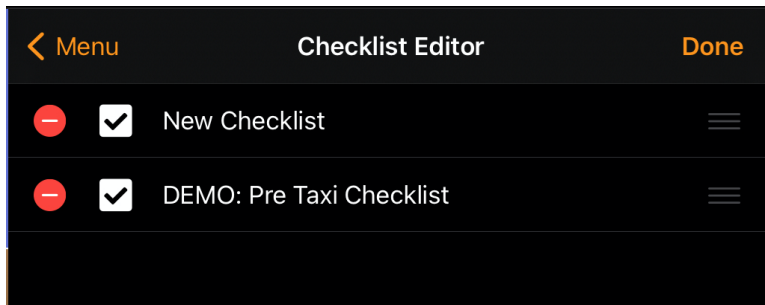 Menu Checklist Editor Done
New Checklist
DEMO: Pre Taxi Checklist